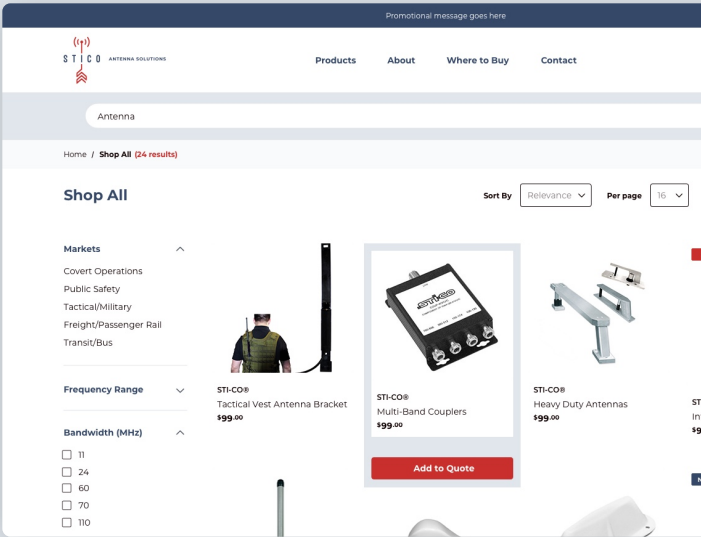 Promotional message goes here
STICO ANTENNA SOLUTIONS
Products About Where to Buy Contact
Antenna
Home / Shop All (24 results)
Shop All
Sort By Relevance Per page 16
Markets
Covert Operations
Public Safety
Tactical/Military
Freight/Passenger Rail
Transit/Bus
Frequency Range
Bandwidth (MHz)
11
24
60
70
110
STI-CO®
Tactical Vest Antenna Bracket
$99.00
STI-CO
STI-CO®
Multi-Band Couplers
$99.00
Add to Quote
STI-CO®
Heavy Duty Antennas
$99.00